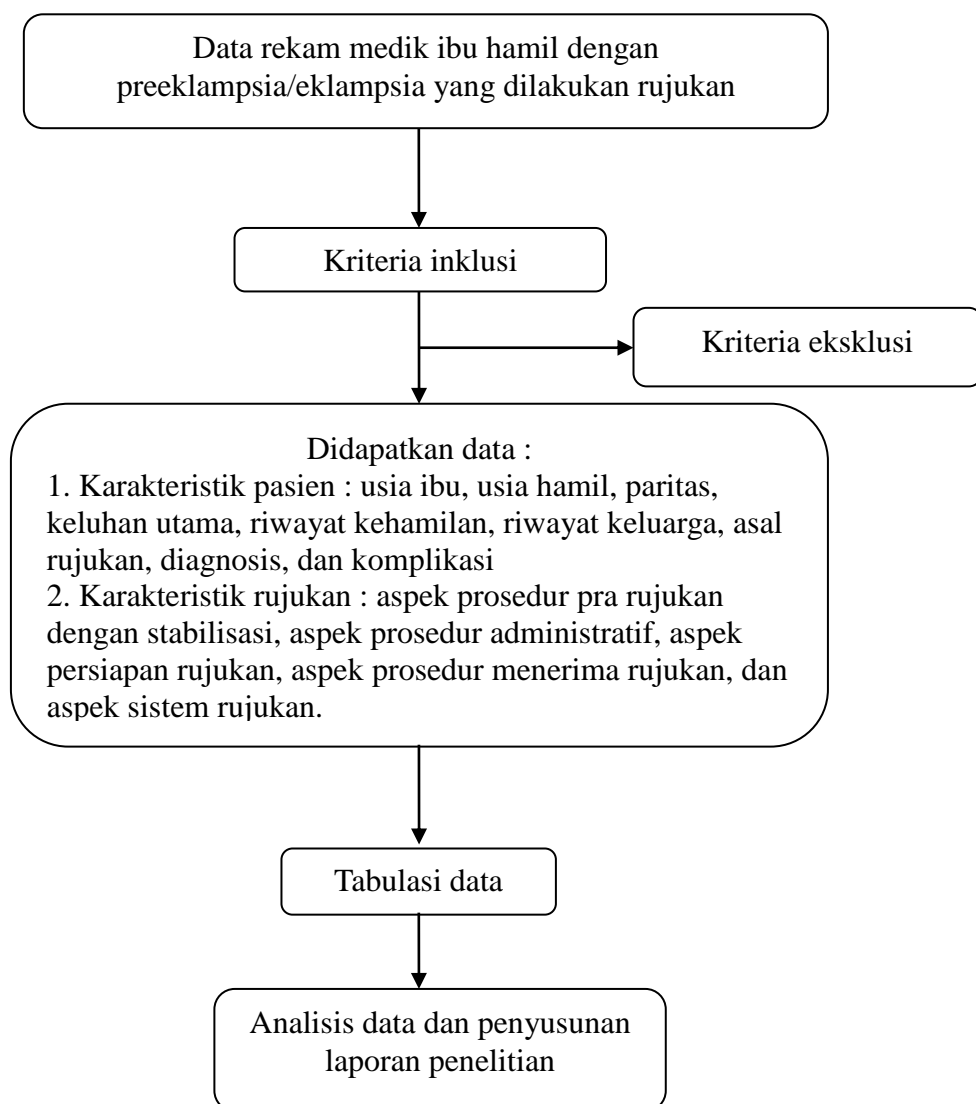 Data rekam medik ibu hamil dengan
preeklampsia/eklampsia yang dilakukan rujukan
Kriteria inklusi
Kriteria eksklusi
Didapatkan data :
1. Karakteristik pasien : usia ibu, usia hamil, paritas,
keluhan utama, riwayat kehamilan, riwayat keluarga, asal
rujukan, diagnosis, dan komplikasi
2. Karakteristik rujukan : aspek prosedur pra rujukan
dengan stabilisasi, aspek prosedur administratif, aspek
persiapan rujukan, aspek prosedur menerima rujukan, dan
aspek sistem rujukan.
Tabulasi data
Analisis data dan penyusunan
laporan penelitian